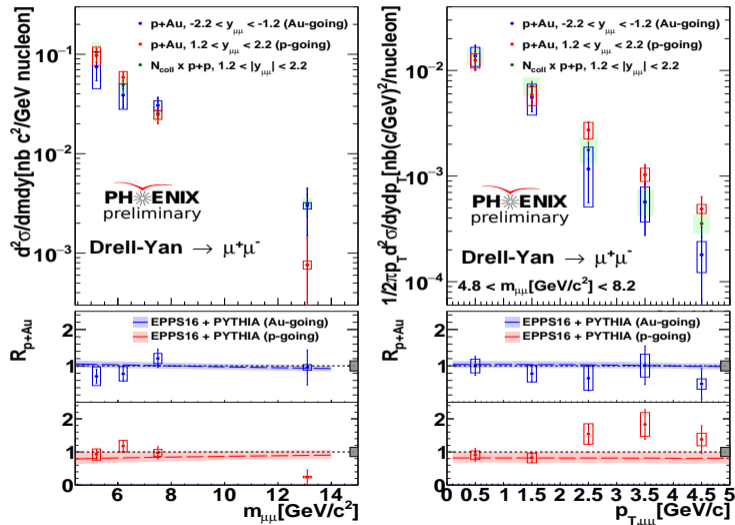 p+Au, -2.2 < yμμ < -1.2 (Au-going)
p+Au, 1.2 < yμμ < 2.2 (p-going)
Ncoll x p+p, 1.2 < |yμμ| < 2.2
d²σ/dmdy[nb c²/GeV nucleon]
10⁻¹
10⁻²
10⁻³
PHENIX
preliminary
Drell-Yan → μ⁺μ⁻
EPPS16 + PYTHIA (Au-going)
EPPS16 + PYTHIA (p-going)
Rp+Au
2
1
2
1
0
6 8 10 12 14
mμμ[GeV/c²]
p+Au, -2.2 < yμμ < -1.2 (Au-going)
p+Au, 1.2 < yμμ < 2.2 (p-going)
Ncoll x p+p, 1.2 < |yμμ| < 2.2
1/2πpT d²σ/dydpT[nb(c/GeV)²/nucleon]
10⁻²
10⁻³
10⁻⁴
PHENIX
preliminary
Drell-Yan → μ⁺μ⁻
4.8 < mμμ[GeV/c²] < 8.2
EPPS16 + PYTHIA (Au-going)
EPPS16 + PYTHIA (p-going)
Rp+Au
2
1
2
1
0
0 0.5 1 1.5 2 2.5 3 3.5 4 4.5 5
pT,μμ[GeV/c]